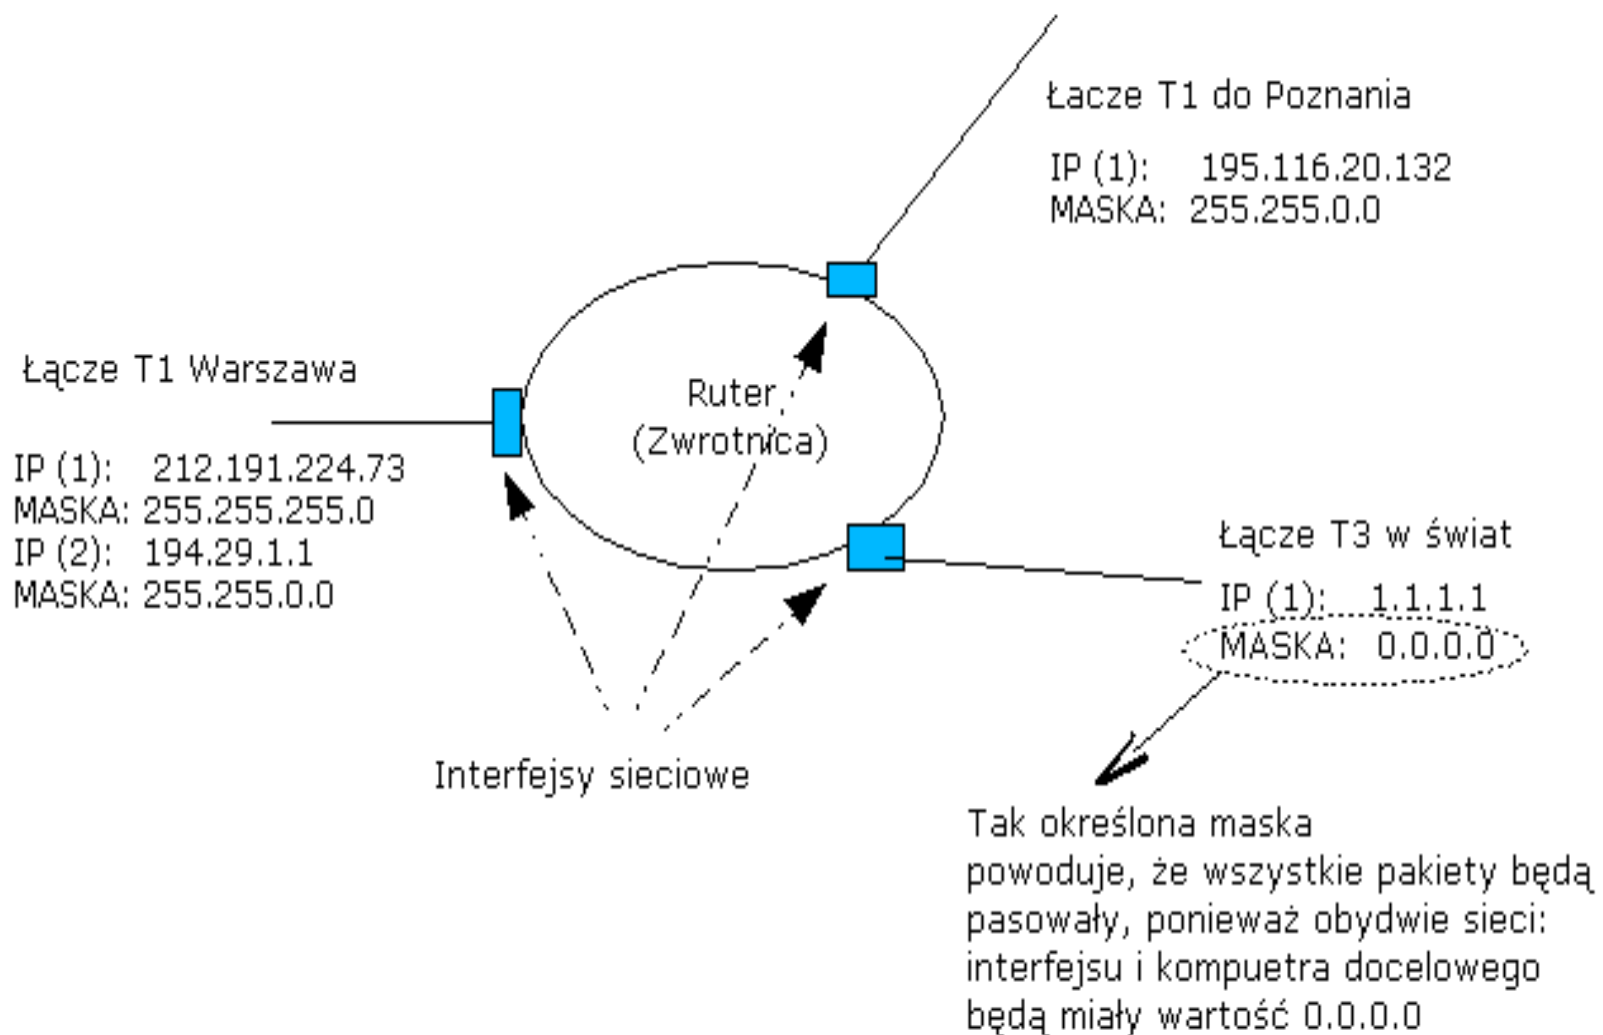 Łacze T1 do Poznania
IP (1): 195.116.20.132
MASKA: 255.255.0.0
Łącze T1 Warszawa
IP (1): 212.191.224.73
MASKA: 255.255.255.0
IP (2): 194.29.1.1
MASKA: 255.255.0.0
Ruter
(Zwrotnica)
Łącze T3 w świat
IP (1): 1.1.1.1
MASKA: 0.0.0.0
Interfejsy sieciowe
Tak określona maska
powoduje, że wszystkie pakiety będą
pasowały, ponieważ obydwie sieci:
interfejsu i kompuetra docelowego
będą miały wartość 0.0.0.0